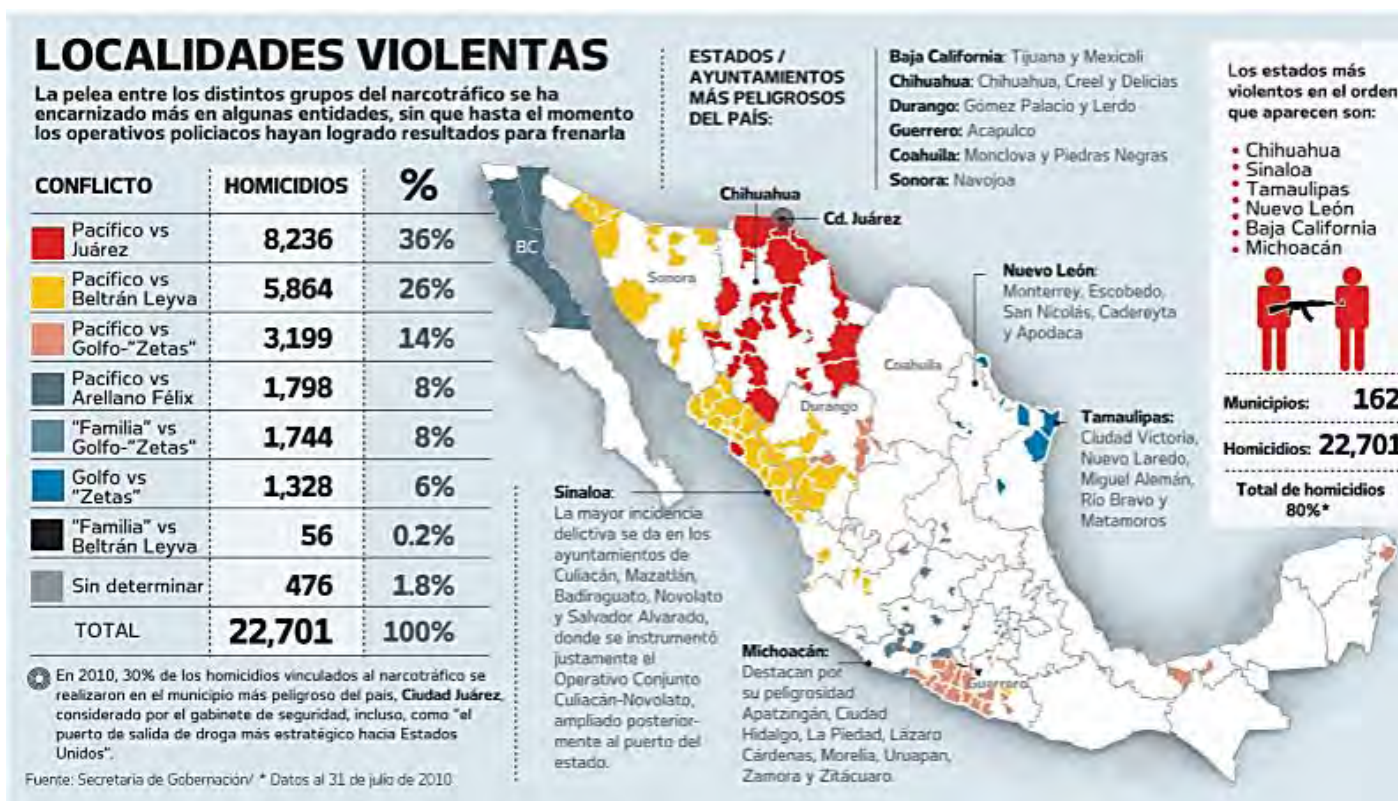 LOCALIDADES VIOLENTAS
La pelea entre los distintos grupos del narcotráfico se ha
encarnizado más en algunas entidades, sin que hasta el momento
los operativos policiacos hayan logrado resultados para frenarla
CONFLICTO HOMICIDIOS %
Pacífico vs
Juárez 8,236 36%
Pacífico vs
Beltrán Leyva 5,864 26%
Pacífico vs
Golfo-"Zetas" 3,199 14%
Pacífico vs
Arellano Félix 1,798 8%
"Familia" vs
Golfo-"Zetas" 1,744 8%
Golfo vs
"Zetas" 1,328 6%
"Familia" vs
Beltrán Leyva 56 0.2%
Sin determinar 476 1.8%
TOTAL 22,701 100%
En 2010, 30% de los homicidios vinculados al narcotráfico se
realizaron en el municipio más peligroso del país, Ciudad Juárez,
considerado por el gabinete de seguridad, incluso, como "el
puerto de salida de droga más estratégico hacia Estados
Unidos".
Fuente: Secretaria de Gobernación/ * Datos al 31 de julio de 2010
ESTADOS /
AYUNTAMIENTOS
MÁS PELIGROSOS
DEL PAÍS:
Baja California: Tijuana y Mexicali
Chihuahua: Chihuahua, Creel y Delicias
Durango: Gómez Palacio y Lerdo
Guerrero: Acapulco
Coahuila: Monclova y Piedras Negras
Sonora: Navojoa
BC
Sonora
Chihuahua
Cd. Juárez
Coahuila
Durango
Guerrero
Nuevo León:
Monterrey, Escobedo,
San Nicolás, Cadereyta
y Apodaca
Tamaulipas:
Ciudad Victoria,
Nuevo Laredo,
Miguel Alemán,
Río Bravo y
Matamoros
Sinaloa:
La mayor incidencia
delictiva se da en los
ayuntamientos de
Culiacán, Mazatlán,
Badiraguato, Novolato
y Salvador Alvarado,
donde se instrumentó
justamente el
Operativo Conjunto
Culiacán-Novolato,
ampliado posterior-
mente al puerto del
estado.
Michoacán:
Destacan por
su peligrosidad
Apatzingán, Ciudad
Hidalgo, La Piedad, Lázaro
Cárdenas, Morelia, Uruapan,
Zamora y Zitácuaro.
Los estados más
violentos en el orden
que aparecen son:
• Chihuahua
• Sinaloa
• Tamaulipas
• Nuevo León
• Baja California
• Michoacán
Municipios: 162
Homicidios: 22,701
Total de homicidios
80%*